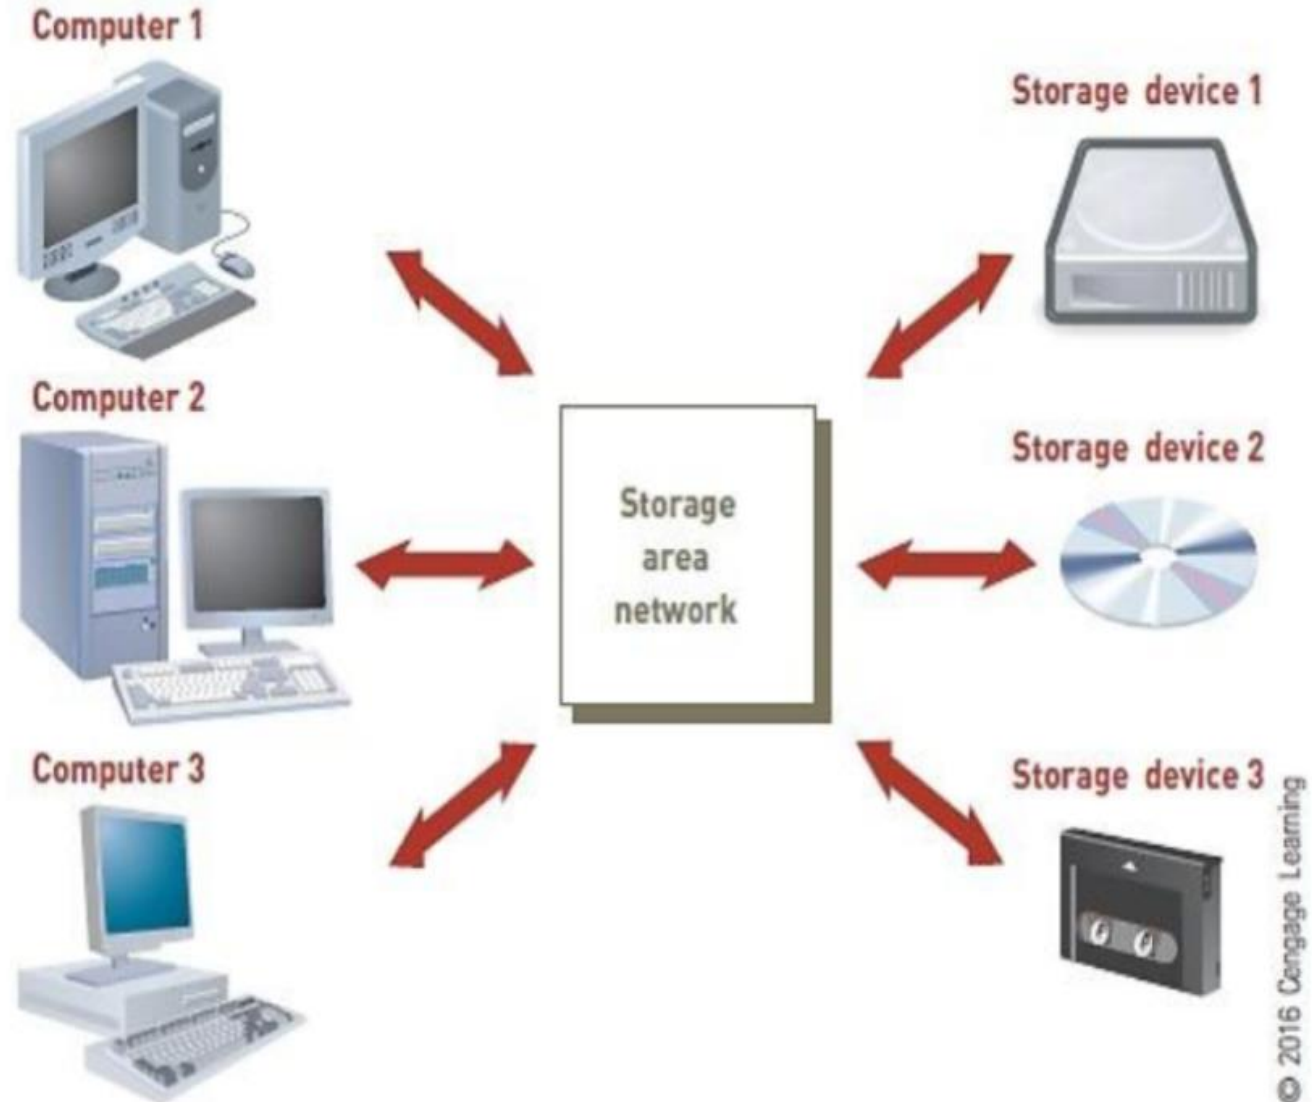 Computer 1
Storage device 1
Computer 2
Storage device 2
Storage
area
network
Computer 3
Storage device 3
© 2016 Cengage Learning